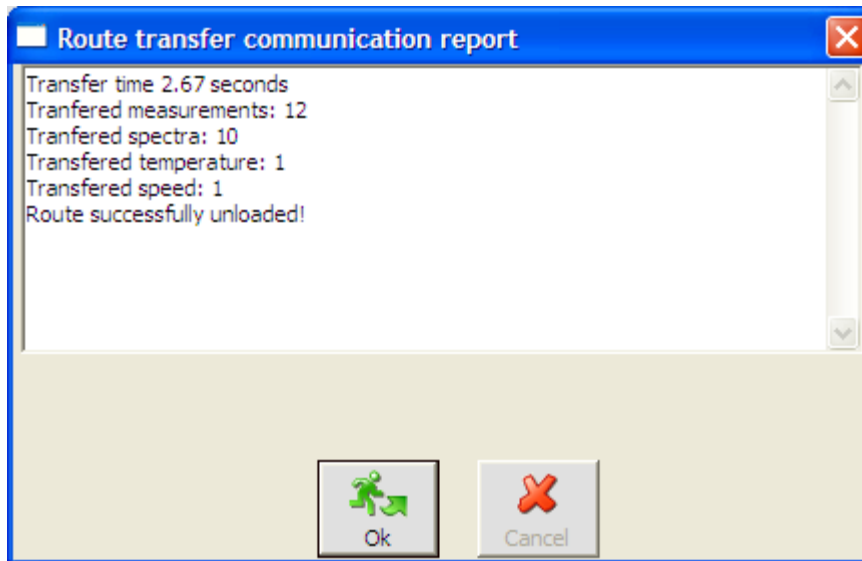 Route transfer communication report
Transfer time 2.67 seconds
Tranfered measurements: 12
Tranfered spectra: 10
Transfered temperature: 1
Transfered speed: 1
Route successfully unloaded!
Ok
Cancel